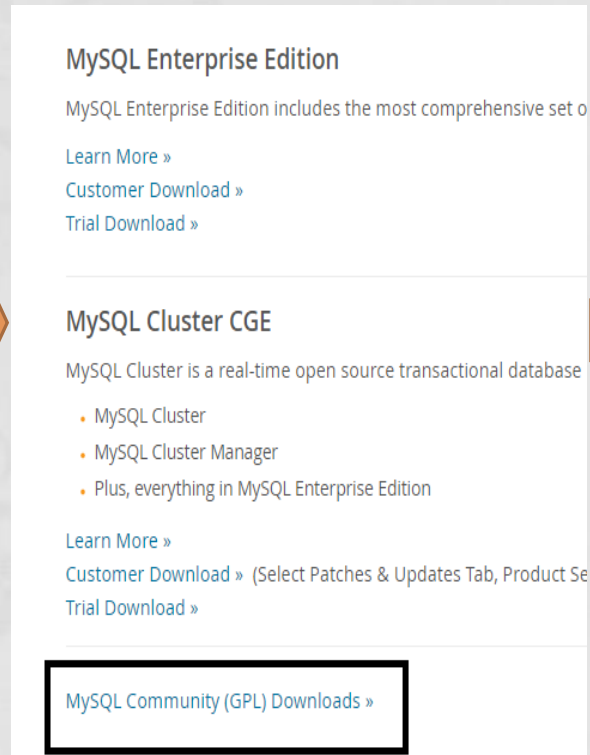 MySQL Enterprise Edition
MySQL Enterprise Edition includes the most comprehensive set o
Learn More »
Customer Download »
Trial Download »
MySQL Cluster CGE
MySQL Cluster is a real-time open source transactional database
• MySQL Cluster
• MySQL Cluster Manager
• Plus, everything in MySQL Enterprise Edition
Learn More »
Customer Download » (Select Patches & Updates Tab, Product Se
Trial Download »
MySQL Community (GPL) Downloads »